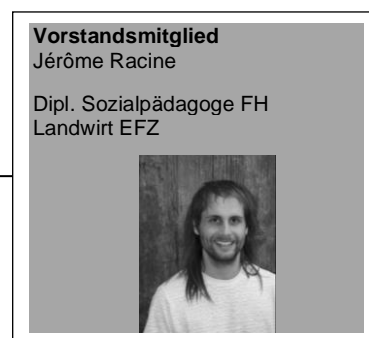 Vorstandsmitglied
Jérôme Racine
Dipl. Sozialpädagoge FH
Landwirt EFZ